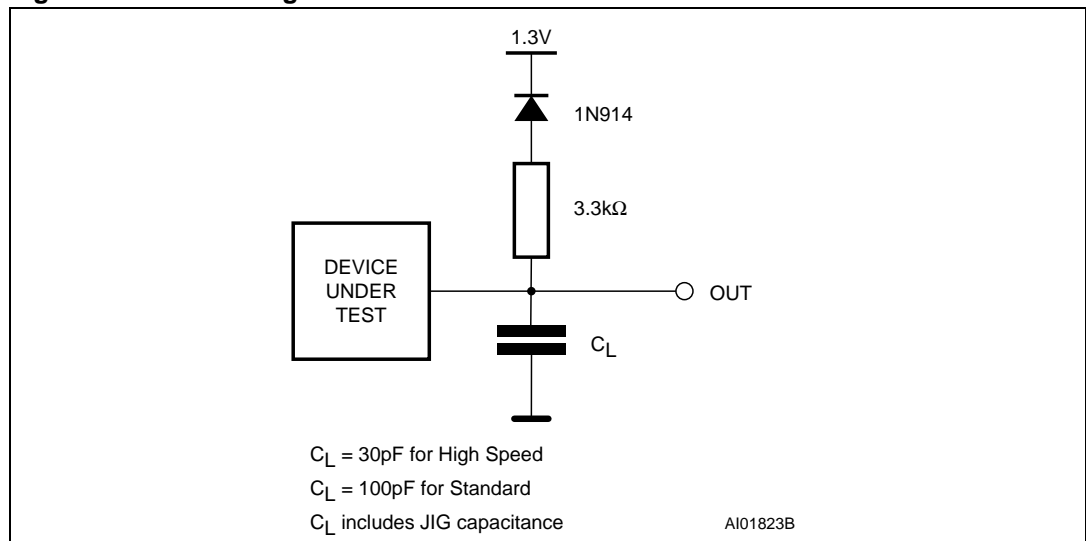 1.3V
1N914
3.3kΩ
DEVICE
UNDER
TEST
OUT
CL
CL = 30pF for High Speed
CL = 100pF for Standard
CL includes JIG capacitance
AI01823B